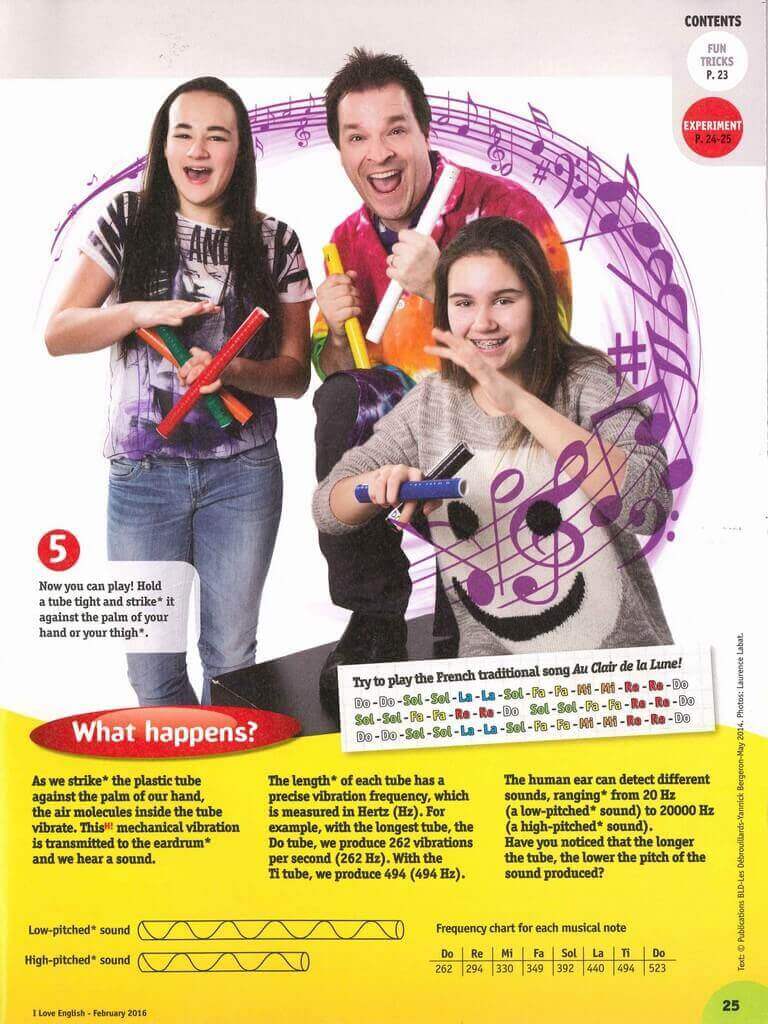 CONTENTS
FUN
TRICKS
P. 23
EXPERIMENT
P. 24-25
AND
5
Now you can play! Hold
a tube tight and strike* it
against the palm of your
hand or your thigh*.
Try to play the French traditional song Au Clair de la Lune!
Do - Do - Sol - Sol - La - La - Sol - Fa - Fa - Mi - Mi - Re - Re - Do
Sol - Sol - Fa - Fa - Re - Re - Do Sol - Sol - Fa - Fa - Re - Re - Do
Do - Do - Sol - Sol - La - La - Sol - Fa - Fa - Mi - Mi - Re - Re - Do
What happens?
As we strike* the plastic tube
against the palm of our hand,
the air molecules inside the tube
vibrate. This mechanical vibration
is transmitted to the eardrum*
and we hear a sound.
The length* of each tube has a
precise vibration frequency, which
is measured in Hertz (Hz). For
example, with the longest tube, the
Do tube, we produce 262 vibrations
per second (262 Hz). With the
Ti tube, we produce 494 (494 Hz).
The human ear can detect different
sounds, ranging* from 20 Hz
(a low-pitched* sound) to 20000 Hz
(a high-pitched* sound).
Have you noticed that the longer
the tube, the lower the pitch of the
sound produced?
Low-pitched* sound
High-pitched* sound
Frequency chart for each musical note
Do Re Mi Fa Sol La Ti Do
262 294 330 349 392 440 494 523
Text: © Publications BLD-Les Débrouillards-Yannick Bergeron-May 2014. Photos: Laurence Labat.
I Love English - February 2016
25